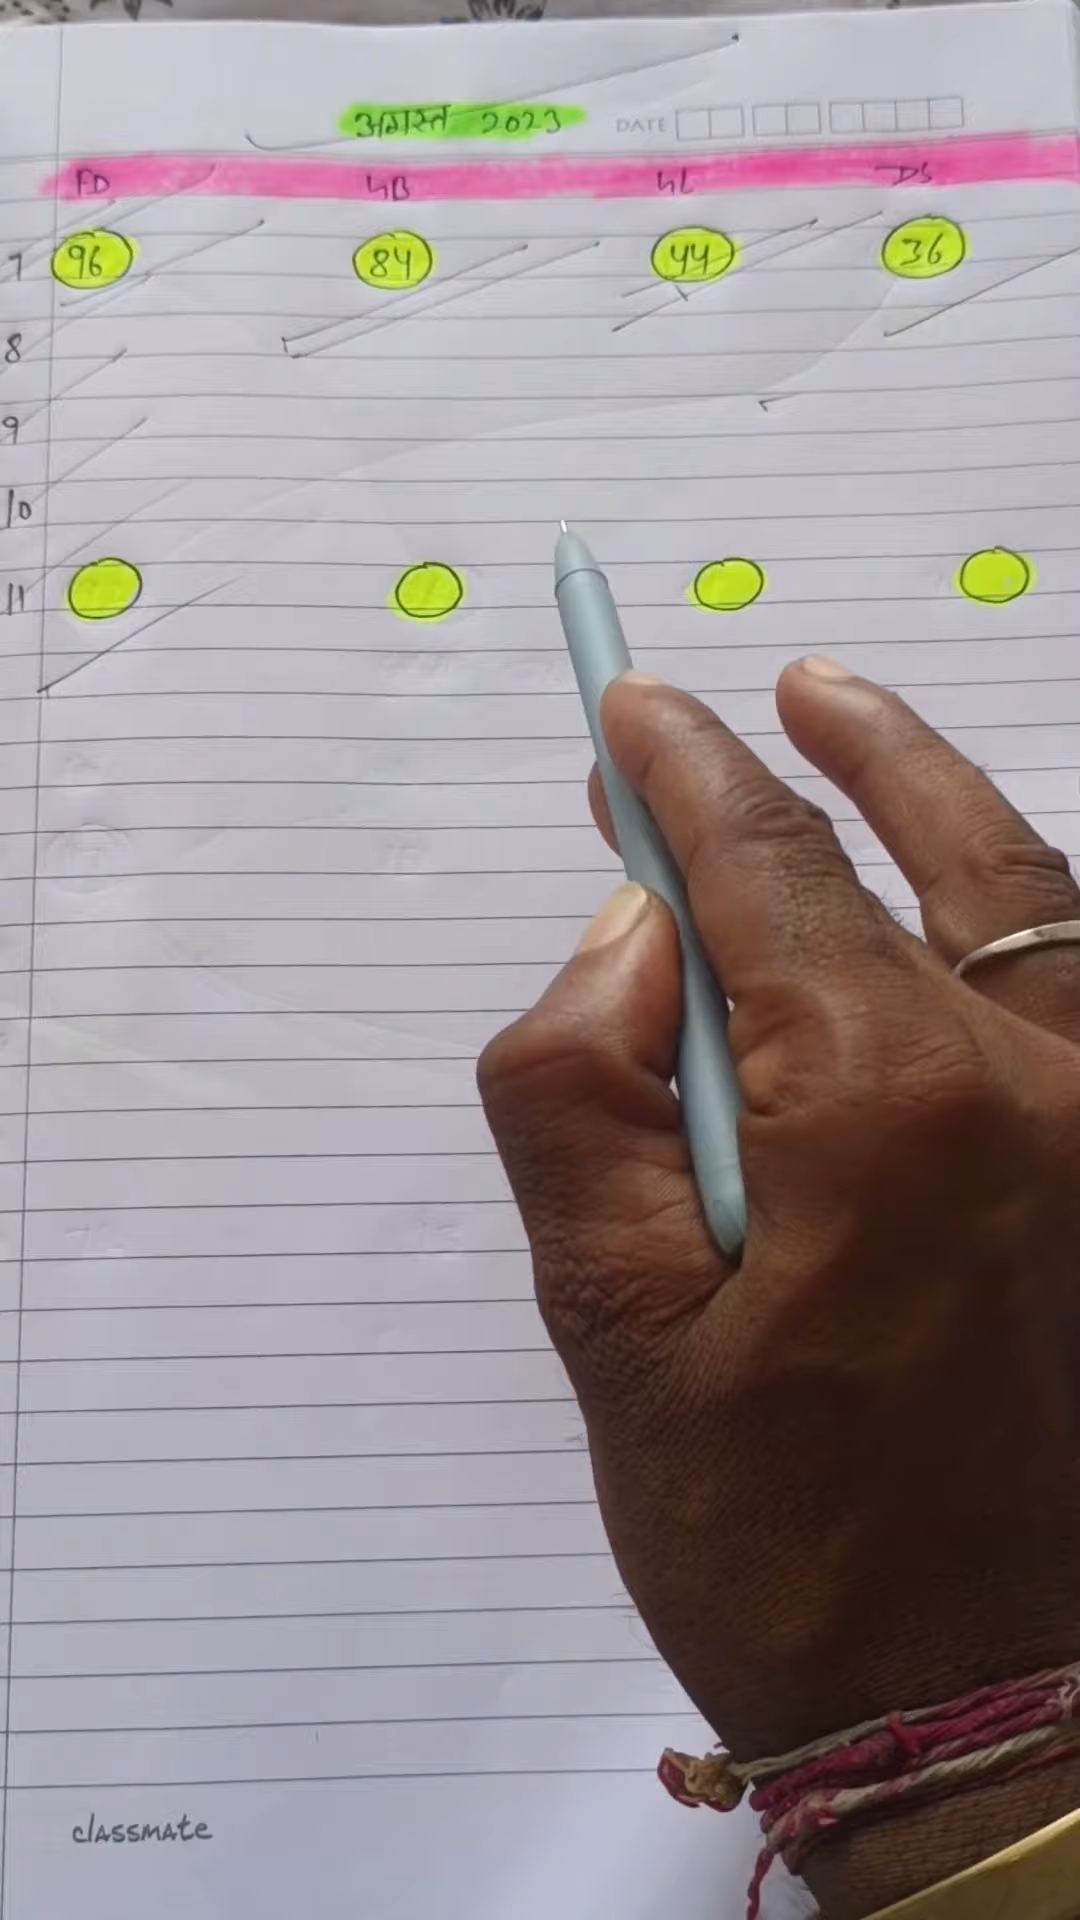 अगस्त 2023 DATE
FD GB GL DS
7 96 84 44 36
8
9
10
11
classmate